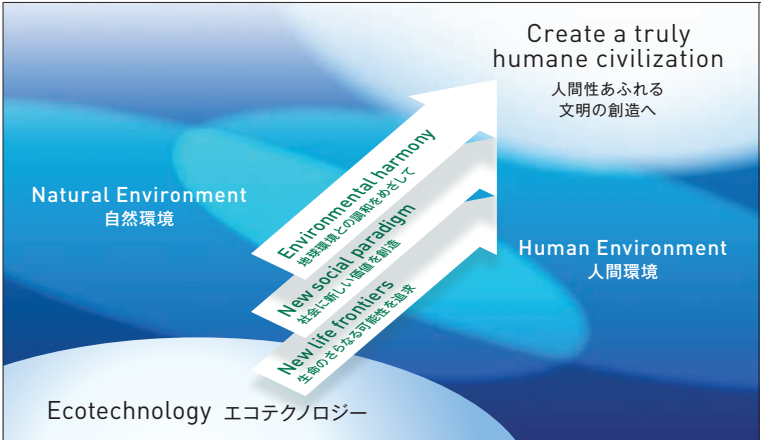 Create a truly
humane civilization
人間性あふれる
文明の創造へ
Natural Environment
自然環境
Environmental harmony
地球環境との調和をめざして
New social paradigm
社会に新しい価値を創造
New life frontiers
生命のさらなる可能性を追求
Human Environment
人間環境
Ecotechnology エコテクノロジー